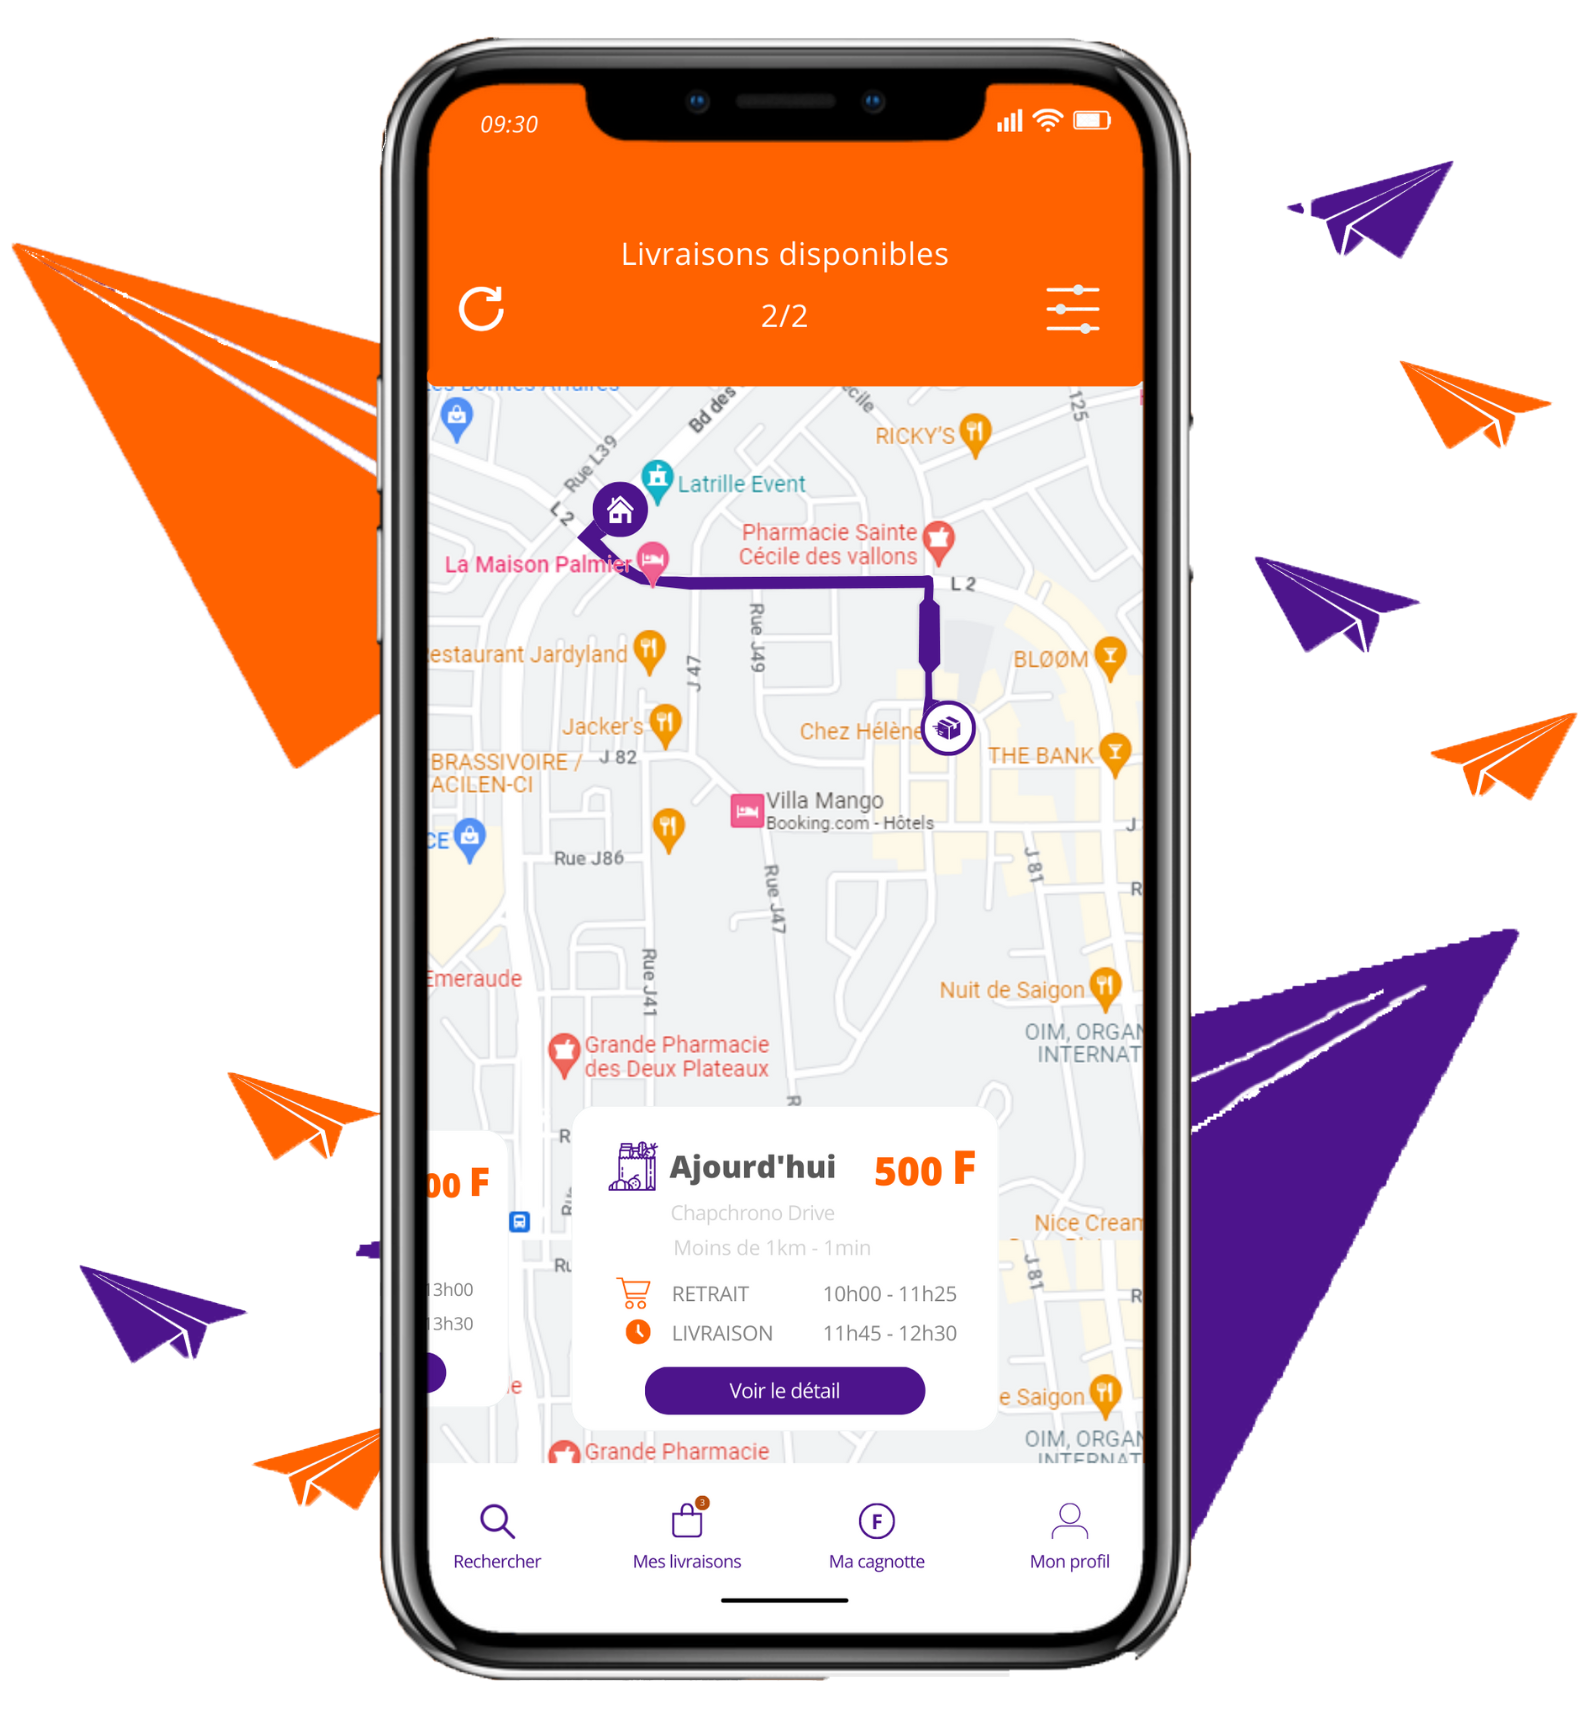 09:30
Livraisons disponibles
2/2
Bd des
125
RICKY'S
Rue L39
Latrille Event
L2
Pharmacie Sainte
Cécile des vallons
La Maison Palmier
L2
Rue J49
estaurant Jardyland
J 47
BLØØM
Jacker's
Chez Hélène
J 82
THE BANK
BRASSIVOIRE /
ACILEN-CI
Villa Mango
Booking.com - Hôtels
CE
J
Rue J86
J 81
R
Rue J47
Rue J41
Emeraude
Nuit de Saigon
OIM, ORGAN
INTERNAT
Grande Pharmacie
des Deux Plateaux
R
R
Ajourd'hui
500 F
00 F
Chapchrono Drive
Moins de 1km - 1min
Nice Cream
Ru
J 81
RETRAIT
10h00 - 11h25
13h00
R
LIVRAISON
11h45 - 12h30
13h30
Voir le détail
e Saigon
OIM, ORGAN
INTERNAT
Grande Pharmacie
3
Rechercher
Mes livraisons
F
Ma cagnotte
Mon profil